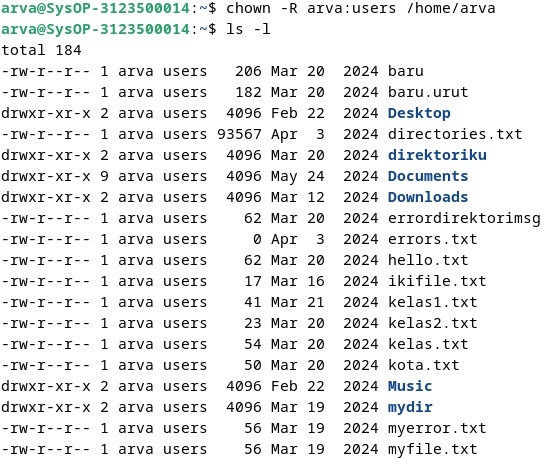 arva@SysOP-3123500014:~$ chown -R arva:users /home/arva
arva@SysOP-3123500014:~$ ls -l
total 184
-rw-r--r-- 1 arva users   206 Mar 20  2024 baru
-rw-r--r-- 1 arva users   182 Mar 20  2024 baru.urut
drwxr-xr-x 2 arva users  4096 Feb 22  2024 Desktop
-rw-r--r-- 1 arva users 93567 Apr  3  2024 directories.txt
drwxr-xr-x 2 arva users  4096 Mar 20  2024 direktoriku
drwxr-xr-x 9 arva users  4096 May 24  2024 Documents
drwxr-xr-x 2 arva users  4096 Mar 12  2024 Downloads
-rw-r--r-- 1 arva users    62 Mar 20  2024 errordirektorimsg
-rw-r--r-- 1 arva users     0 Apr  3  2024 errors.txt
-rw-r--r-- 1 arva users    62 Mar 20  2024 hello.txt
-rw-r--r-- 1 arva users    17 Mar 16  2024 ikifile.txt
-rw-r--r-- 1 arva users    41 Mar 21  2024 kelas1.txt
-rw-r--r-- 1 arva users    23 Mar 20  2024 kelas2.txt
-rw-r--r-- 1 arva users    54 Mar 20  2024 kelas.txt
-rw-r--r-- 1 arva users    50 Mar 20  2024 kota.txt
drwxr-xr-x 2 arva users  4096 Feb 22  2024 Music
drwxr-xr-x 2 arva users  4096 Mar 19  2024 mydir
-rw-r--r-- 1 arva users    56 Mar 19  2024 myerror.txt
-rw-r--r-- 1 arva users    56 Mar 19  2024 myfile.txt